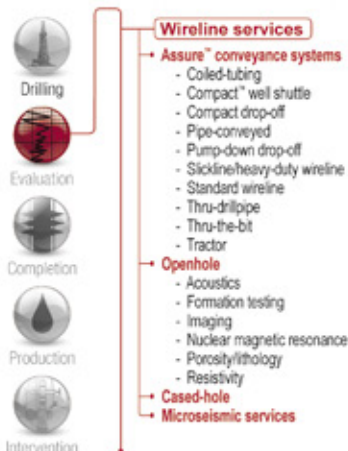 Wireline services
Drilling
Evaluation
Completion
Production
Intervention
Assure™ conveyance systems
- Coiled-tubing
- Compact™ well shuttle
- Compact drop-off
- Pipe-conveyed
- Pump-down drop-off
- Slickline/heavy-duty wireline
- Standard wireline
- Thru-drillpipe
- Thru-the-bit
- Tractor
Openhole
- Acoustics
- Formation testing
- Imaging
- Nuclear magnetic resonance
- Porosity/lithology
- Resistivity
Cased-hole
Microseismic services